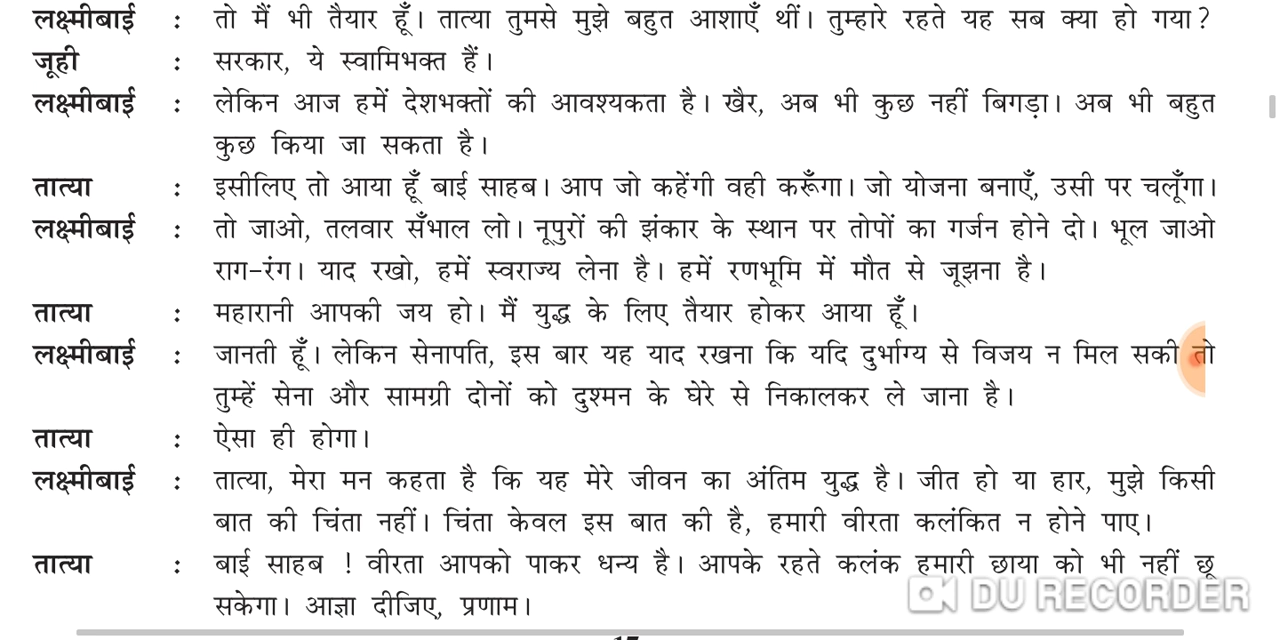 लक्ष्मीबाई : तो मैं भी तैयार हूँ। तात्या तुमसे मुझे बहुत आशाएँ थीं। तुम्हारे रहते यह सब क्या हो गया?
जूही : सरकार, ये स्वामिभक्त हैं।
लक्ष्मीबाई : लेकिन आज हमें देशभक्तों की आवश्यकता है। खैर, अब भी कुछ नहीं बिगड़ा। अब भी बहुत
कुछ किया जा सकता है।
तात्या : इसीलिए तो आया हूँ बाई साहब। आप जो कहेंगी वही करूँगा। जो योजना बनाएँ, उसी पर चलूँगा।
लक्ष्मीबाई : तो जाओ, तलवार सँभाल लो। नूपुरों की झंकार के स्थान पर तोपों का गर्जन होने दो। भूल जाओ
राग-रंग। याद रखो, हमें स्वराज्य लेना है। हमें रणभूमि में मौत से जूझना है।
तात्या : महारानी आपकी जय हो। मैं युद्ध के लिए तैयार होकर आया हूँ।
लक्ष्मीबाई : जानती हूँ। लेकिन सेनापति, इस बार यह याद रखना कि यदि दुर्भाग्य से विजय न मिल सकी तो
तुम्हें सेना और सामग्री दोनों को दुश्मन के घेरे से निकालकर ले जाना है।
तात्या : ऐसा ही होगा।
लक्ष्मीबाई : तात्या, मेरा मन कहता है कि यह मेरे जीवन का अंतिम युद्ध है। जीत हो या हार, मुझे किसी
बात की चिंता नहीं। चिंता केवल इस बात की है, हमारी वीरता कलंकित न होने पाए।
तात्या : बाई साहब ! वीरता आपको पाकर धन्य है। आपके रहते कलंक हमारी छाया को भी नहीं छू
सकेगा। आज्ञा दीजिए, प्रणाम।
DU RECORDER